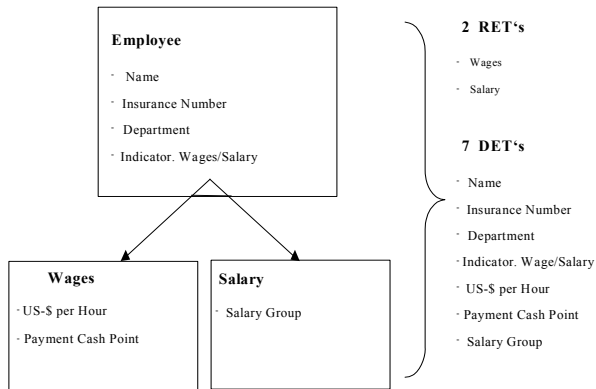 Employee
- Name
- Insurance Number
- Department
- Indicator. Wages/Salary
Wages
- US-$ per Hour
- Payment Cash Point
Salary
- Salary Group
2 RET‘s
- Wages
- Salary
7 DET‘s
- Name
- Insurance Number
- Department
- Indicator. Wage/Salary
- US-$ per Hour
- Payment Cash Point
- Salary Group